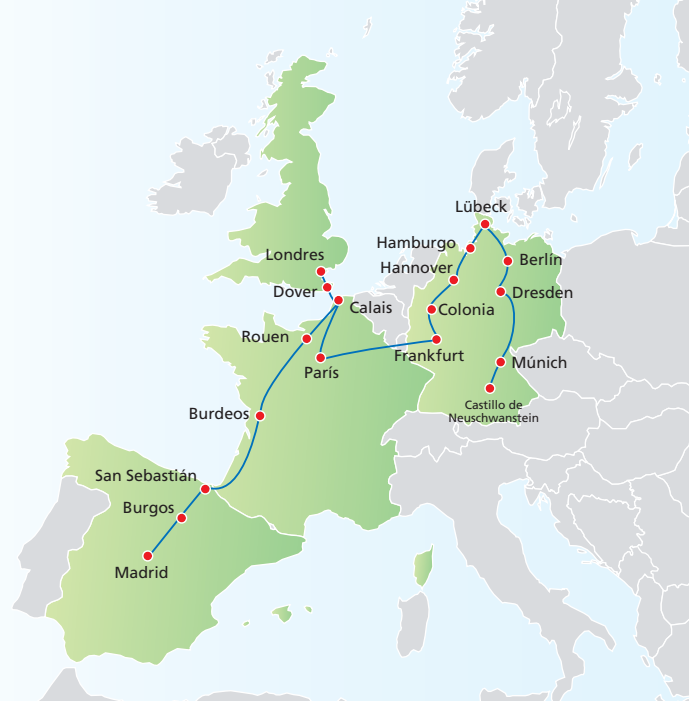 Lübeck
Hamburgo
Londres
Berlín
Hannover
Dover
Dresden
Calais
Colonia
Rouen
Frankfurt
París
Múnich
Castillo de
Neuschwanstein
Burdeos
San Sebastián
Burgos
Madrid